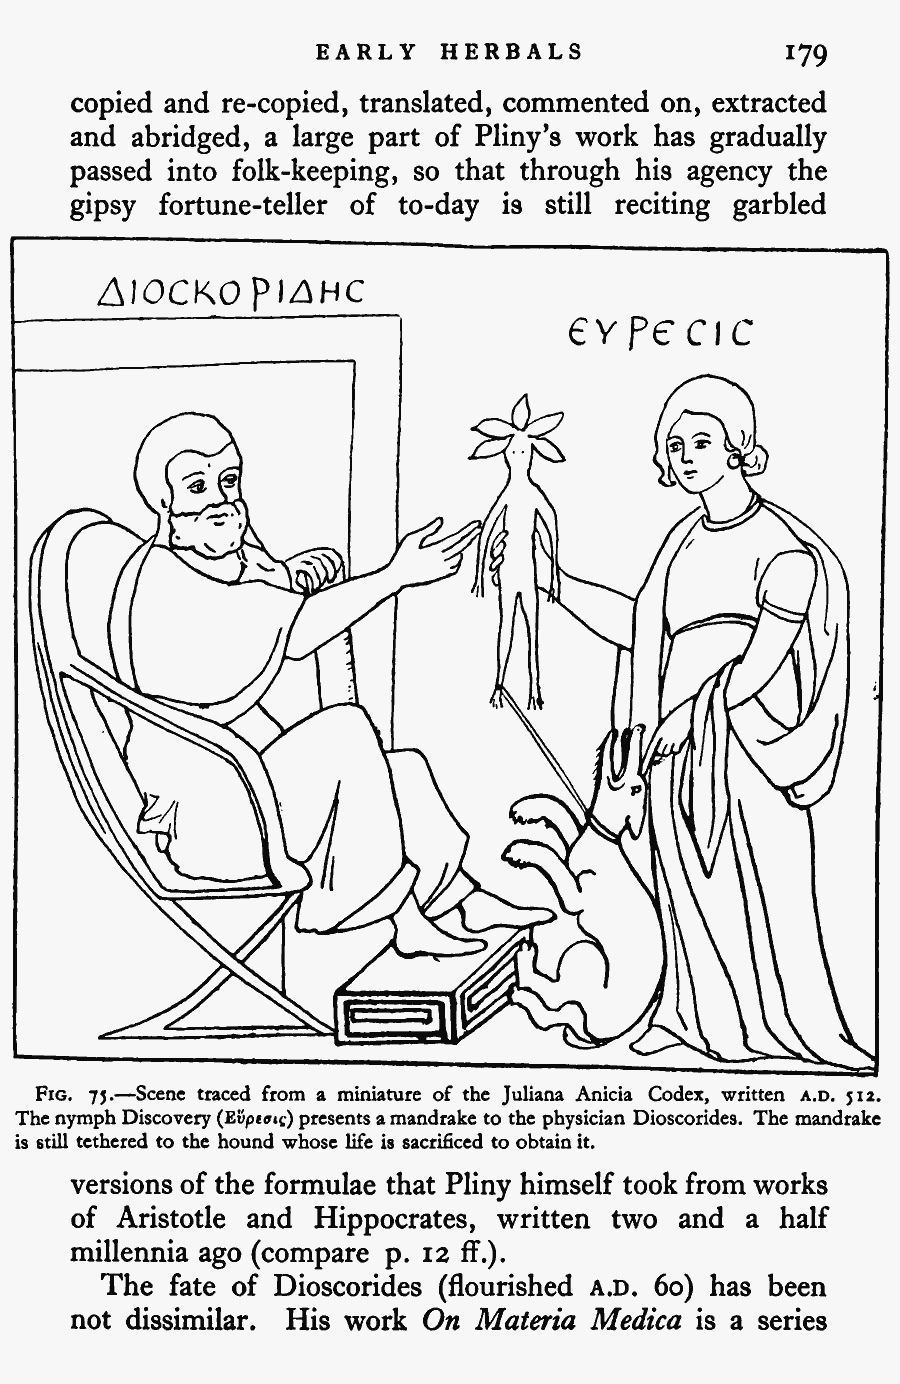 EARLY HERBALS 179
copied and re-copied, translated, commented on, extracted
and abridged, a large part of Pliny's work has gradually
passed into folk-keeping, so that through his agency the
gipsy fortune-teller of to-day is still reciting garbled
ΔΙΟCΚΟΡΙΔΗC
ЄΥΡЄCΙC
FIG. 75.—Scene traced from a miniature of the Juliana Anicia Codex, written A.D. 512.
The nymph Discovery (Εὕρεσις) presents a mandrake to the physician Dioscorides. The mandrake
is still tethered to the hound whose life is sacrificed to obtain it.
versions of the formulae that Pliny himself took from works
of Aristotle and Hippocrates, written two and a half
millennia ago (compare p. 12 ff.).
The fate of Dioscorides (flourished A.D. 60) has been
not dissimilar. His work On Materia Medica is a series